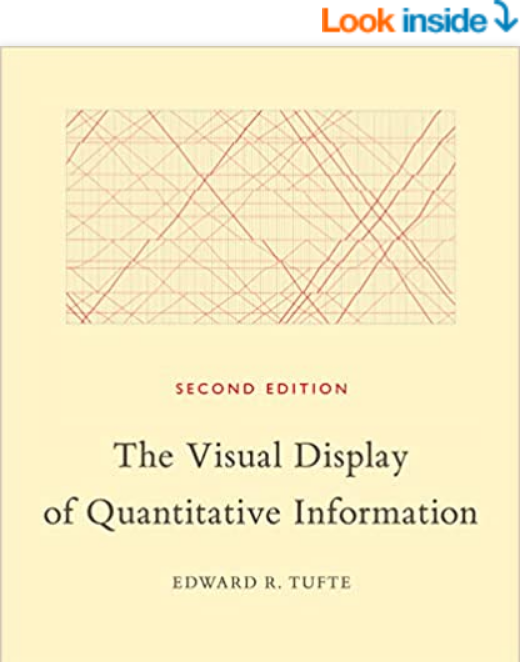 Look inside
SECOND EDITION
The Visual Display
of Quantitative Information
EDWARD R. TUFTE